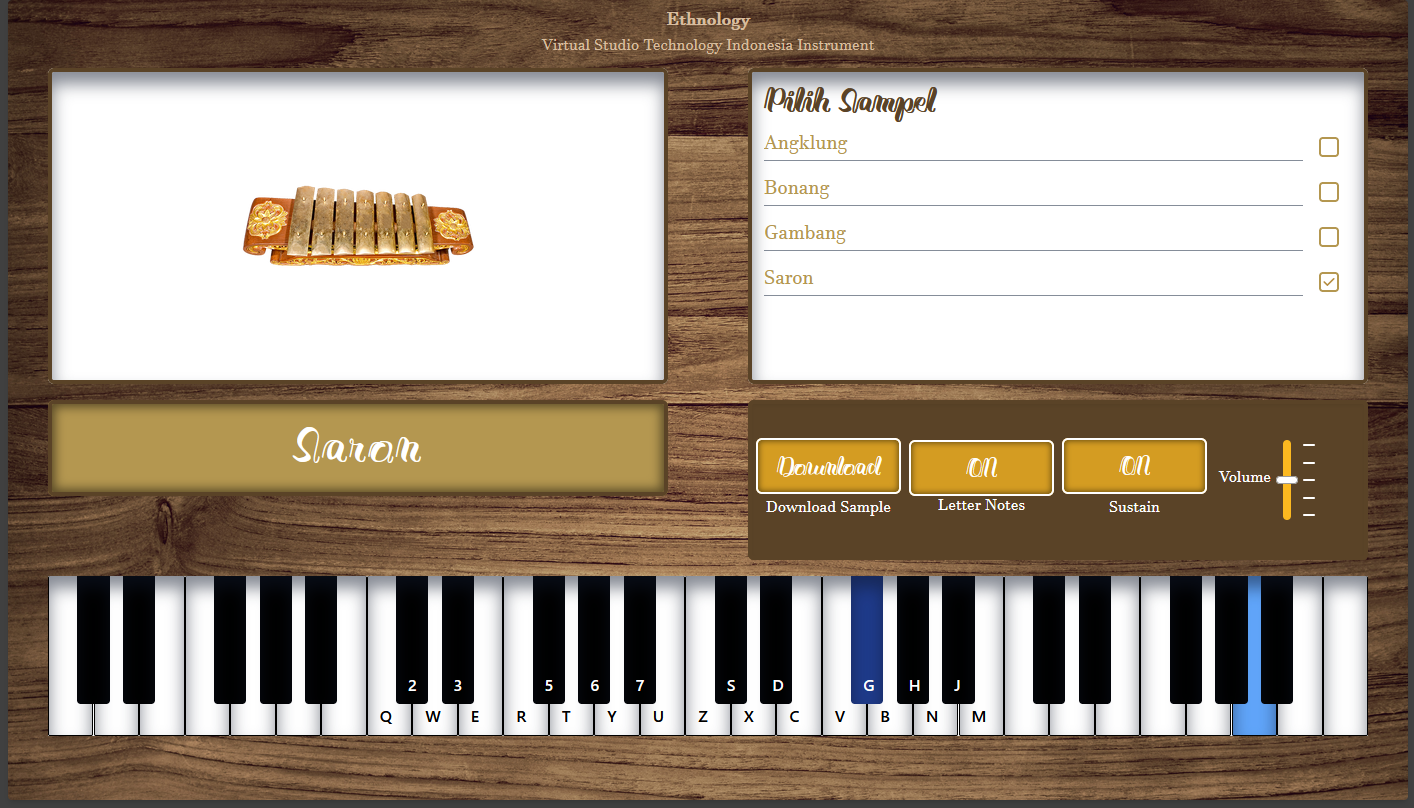 Ethnology
Virtual Studio Technology Indonesia Instrument
Pilih Sampel
Angklung
Bonang
Gambang
Saron
Saron
Download ON ON
Volume
Download Sample Letter Notes Sustain
2 3 5 6 7 S D G H J
Q W E R T Y U Z X C V B N M